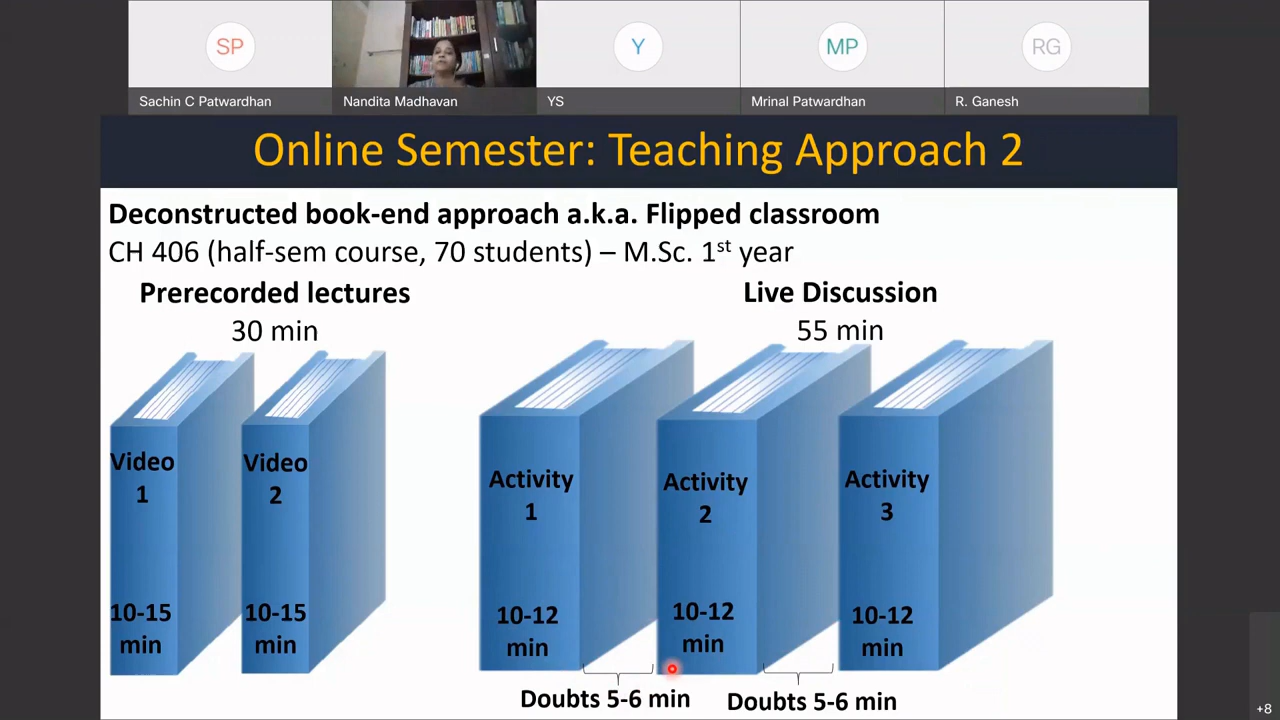 SP
Y
MP
RG
Sachin C Patwardhan
Nandita Madhavan
YS
Mrinal Patwardhan
R. Ganesh
Online Semester: Teaching Approach 2
Deconstructed book-end approach a.k.a. Flipped classroom
CH 406 (half-sem course, 70 students) – M.Sc. 1st year
Prerecorded lectures
30 min
Video
1
10-15
min
Video
2
10-15
min
Live Discussion
55 min
Activity
1
10-12
min
Activity
2
10-12
min
Activity
3
10-12
min
Doubts 5-6 min
Doubts 5-6 min
+8